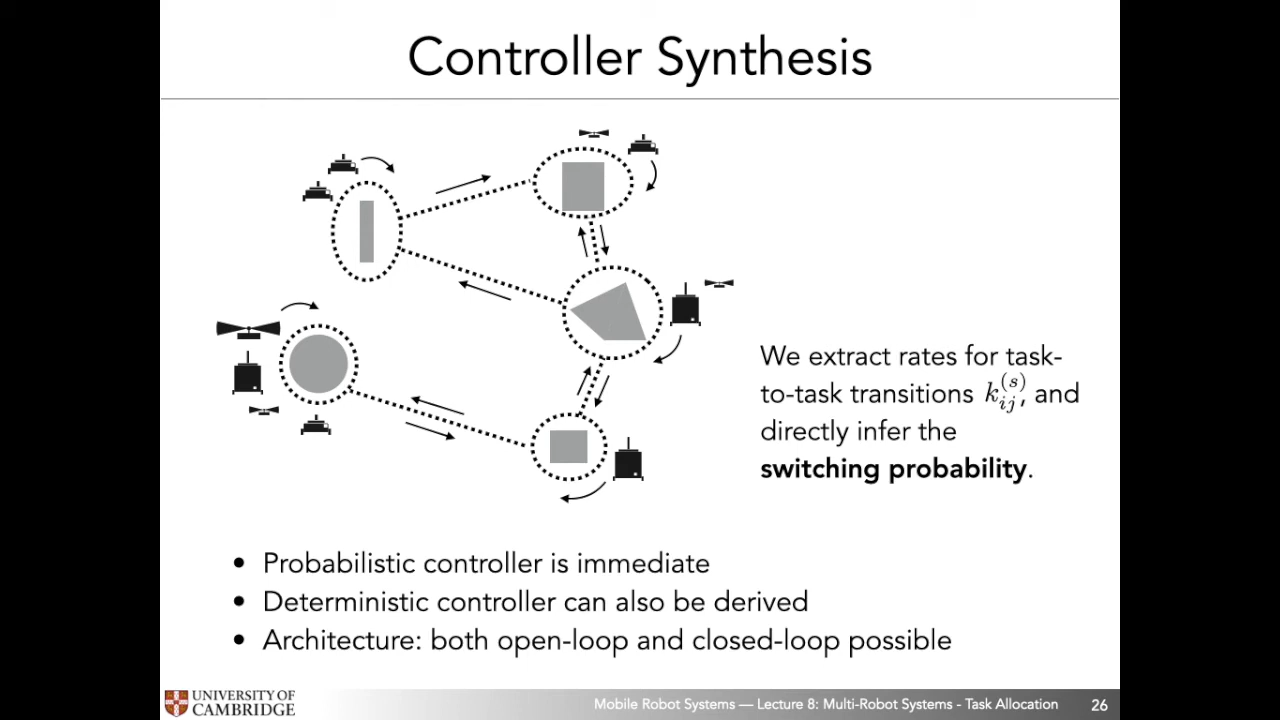 Controller Synthesis
We extract rates for task-
to-task transitions k_{ij}^{(s)}, and
directly infer the
switching probability.
• Probabilistic controller is immediate
• Deterministic controller can also be derived
• Architecture: both open-loop and closed-loop possible
UNIVERSITY OF
CAMBRIDGE
Mobile Robot Systems — Lecture 8: Multi-Robot Systems - Task Allocation 26